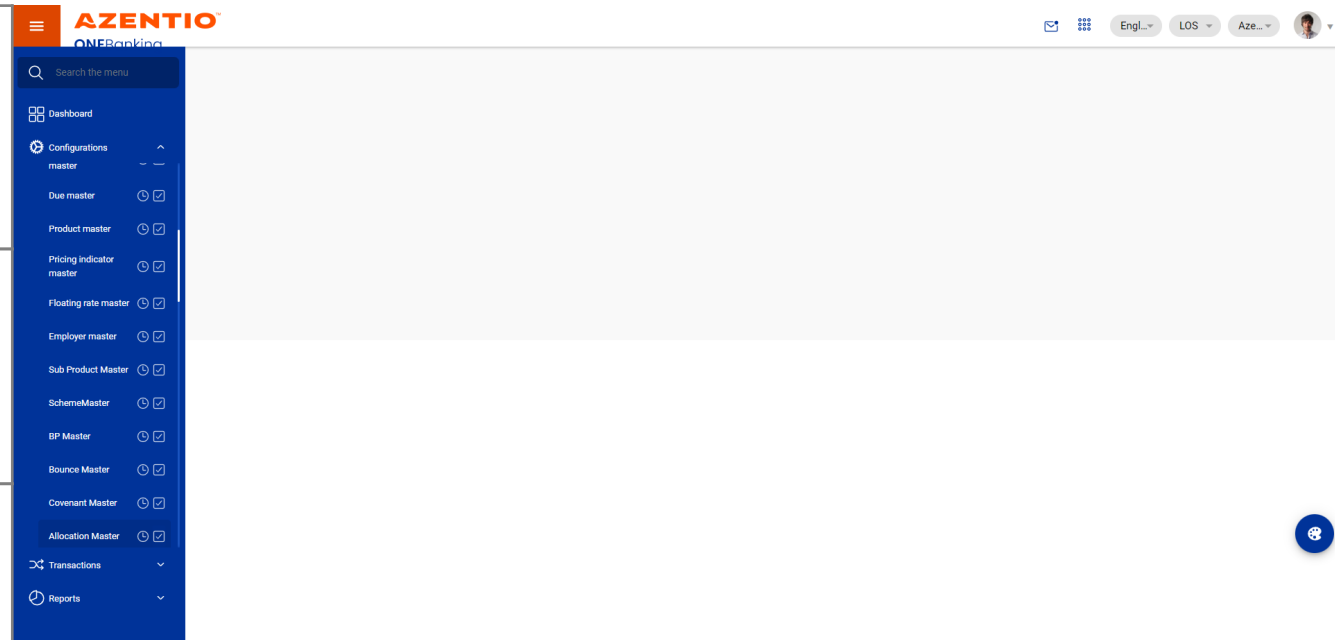 AZENTIO
ONEBanking
Engl...
LOS
Aze...
Search the menu
Dashboard
Configurations
master
Due master
Product master
Pricing indicator
master
Floating rate master
Employer master
Sub Product Master
SchemeMaster
BP Master
Bounce Master
Covenant Master
Allocation Master
Transactions
Reports